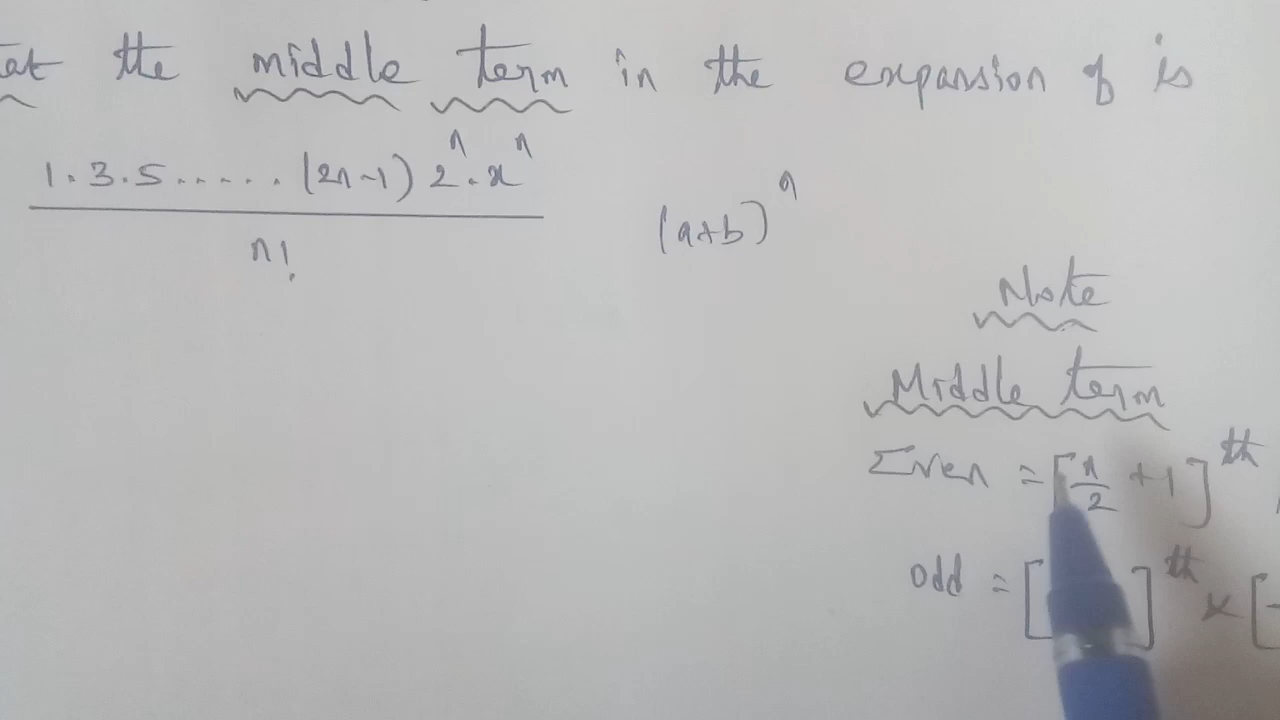 the middle term in the expansion of is
1.3.5......(2n-1) 2^n . x^n
n!
(a+b)^n
Note
Middle term
Even = [n/2 +1]^th
odd = [ ]^th x [